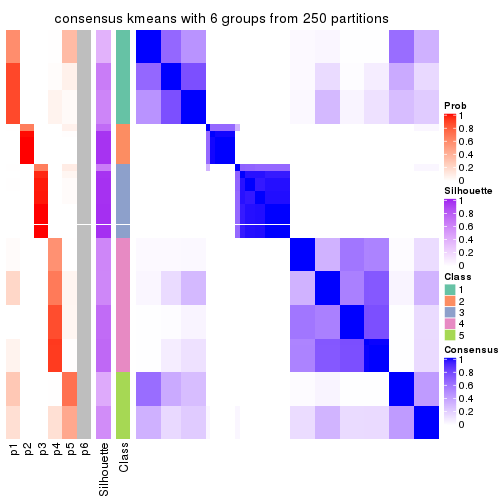 consensus kmeans with 6 groups from 250 partitions
Prob
1
0.8
0.6
0.4
0.2
0
Silhouette
1
0.8
0.6
0.4
0.2
0
Class
1
2
3
4
5
Consensus
1
0.8
0.6
0.4
0.2
0
p1
p2
p3
p4
p5
p6
Silhouette
Class